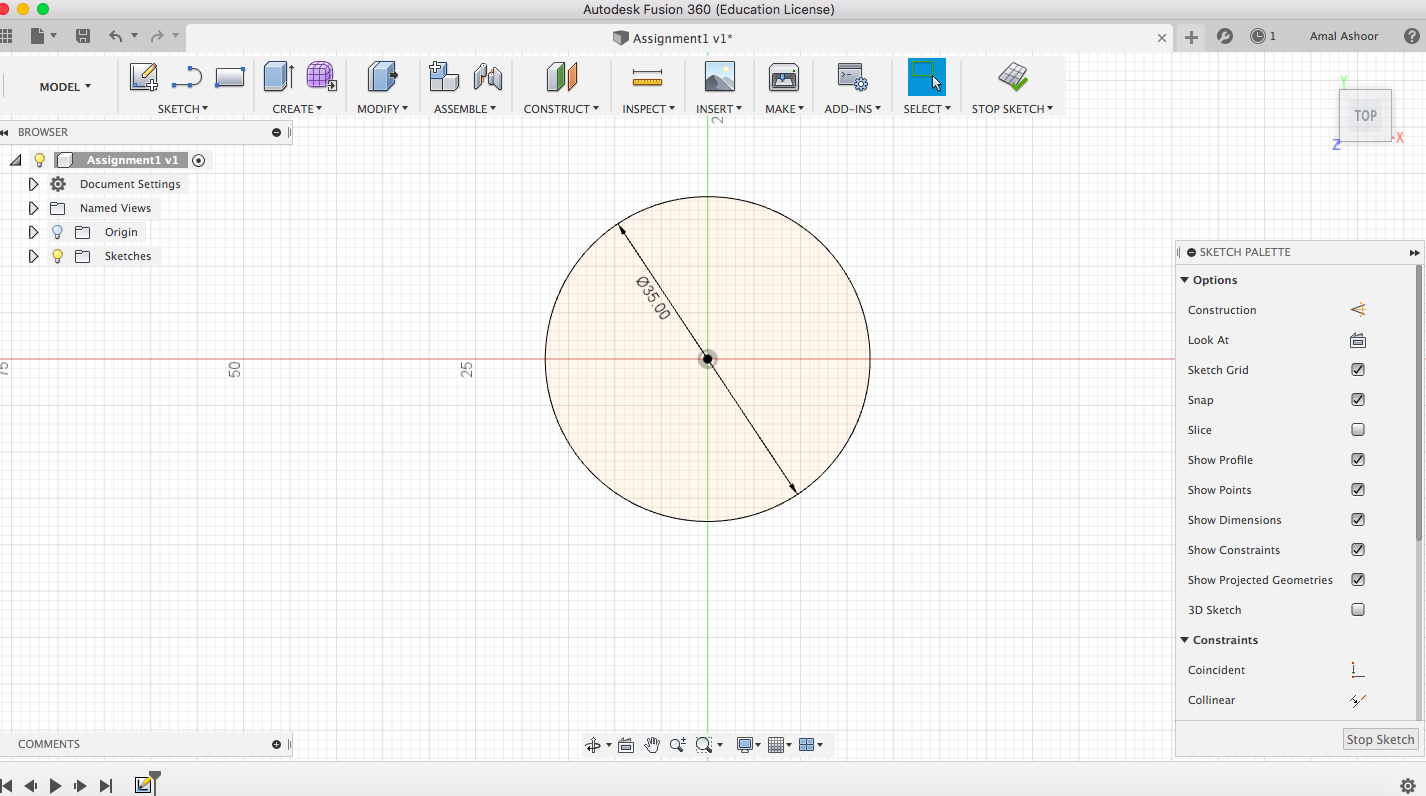 Autodesk Fusion 360 (Education License)
Assignment1 v1*
1
Amal Ashoor
?
MODEL
SKETCH
CREATE
MODIFY
ASSEMBLE
CONSTRUCT
INSPECT
INSERT
MAKE
ADD-INS
SELECT
STOP SKETCH
Y
TOP
X
Z
BROWSER
Assignment1 v1
Document Settings
Named Views
Origin
Sketches
2
Ø35.00
75
50
25
SKETCH PALETTE
Options
Construction
Look At
Sketch Grid
Snap
Slice
Show Profile
Show Points
Show Dimensions
Show Constraints
Show Projected Geometries
3D Sketch
Constraints
Coincident
Collinear
Stop Sketch
COMMENTS